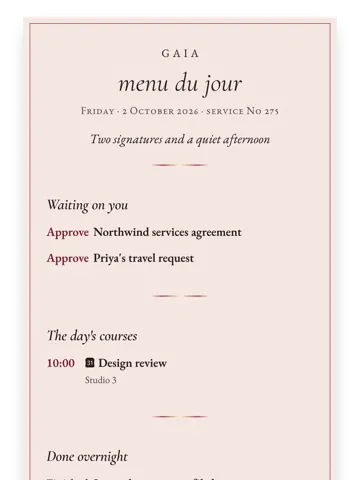 GAIA
menu du jour
Friday · 2 October 2026 · service No 275
Two signatures and a quiet afternoon
Waiting on you
Approve Northwind services agreement
Approve Priya's travel request
The day's courses
10:00 31 Design review
Studio 3
Done overnight